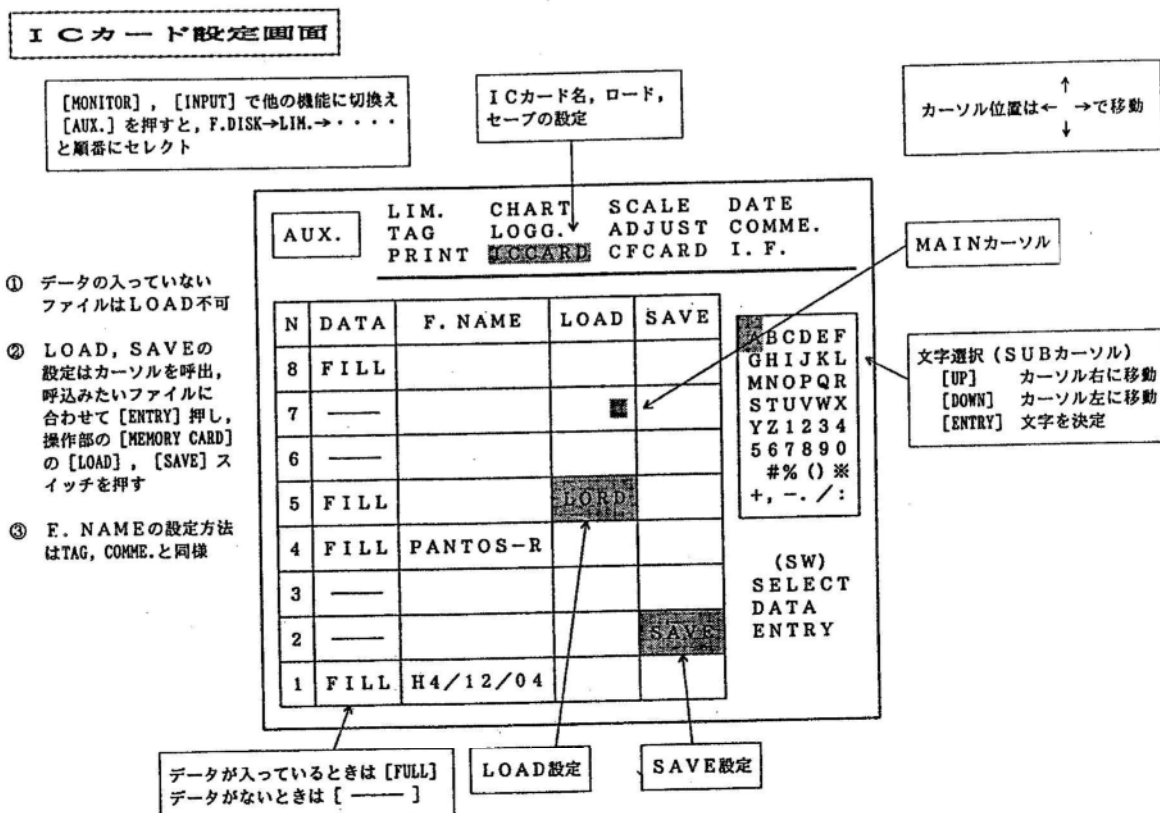 ICカード設定画面
[MONITOR] , [INPUT] で他の機能に切換え
[AUX.] を押すと, F.DISK→LIM.→・・・・
と順番にセレクト
ICカード名, ロード,
セーブの設定
↑
カーソル位置は← →で移動
↓
AUX.
LIM. CHART SCALE DATE
TAG LOGG. ADJUST COMME.
PRINT ICCARD CFCARD I.F.
MAINカーソル
① データの入っていない
ファイルはLOAD不可
② LOAD, SAVEの
設定はカーソルを呼出,
呼込みたいファイルに
合わせて [ENTRY] 押し,
操作部の [MEMORY CARD]
の [LOAD] , [SAVE] ス
イッチを押す
③ F. NAMEの設定方法
はTAG, COMME.と同様
N DATA F. NAME LOAD SAVE
8 FILL
7 ——
6 ——
5 FILL LORD
4 FILL PANTOS-R
3 ——
2 —— SAVE
1 FILL H4/12/04
ABCDEF
GHIJKL
MNOPQR
STUVWX
YZ1234
567890
#%()※
+,-./:
(SW)
SELECT
DATA
ENTRY
文字選択 (SUBカーソル)
[UP] カーソル右に移動
[DOWN] カーソル左に移動
[ENTRY] 文字を決定
データが入っているときは [FULL]
データがないときは [ —— ]
LOAD設定
SAVE設定